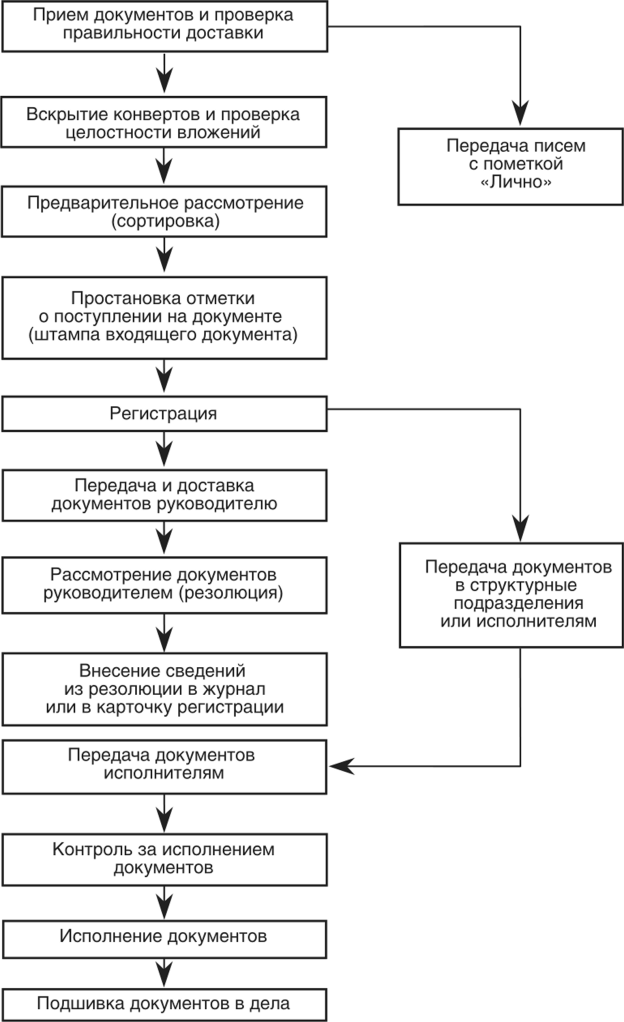 Прием документов и проверка
правильности доставки
Вскрытие конвертов и проверка
целостности вложений
Передача писем
с пометкой
«Лично»
Предварительное рассмотрение
(сортировка)
Простановка отметки
о поступлении на документе
(штампа входящего документа)
Регистрация
Передача и доставка
документов руководителю
Рассмотрение документов
руководителем (резолюция)
Передача документов
в структурные
подразделения
или исполнителям
Внесение сведений
из резолюции в журнал
или в карточку регистрации
Передача документов
исполнителям
Контроль за исполнением
документов
Исполнение документов
Подшивка документов в дела